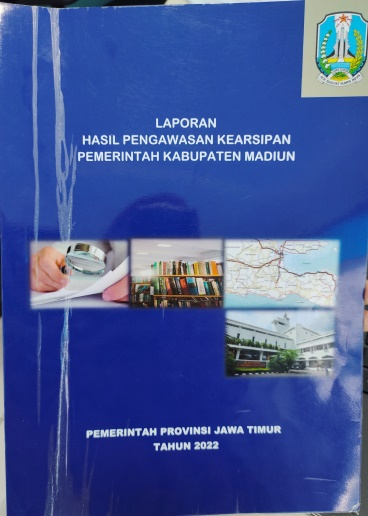 LAPORAN
HASIL PENGAWASAN KEARSIPAN
PEMERINTAH KABUPATEN MADIUN
PEMERINTAH PROVINSI JAWA TIMUR
TAHUN 2022